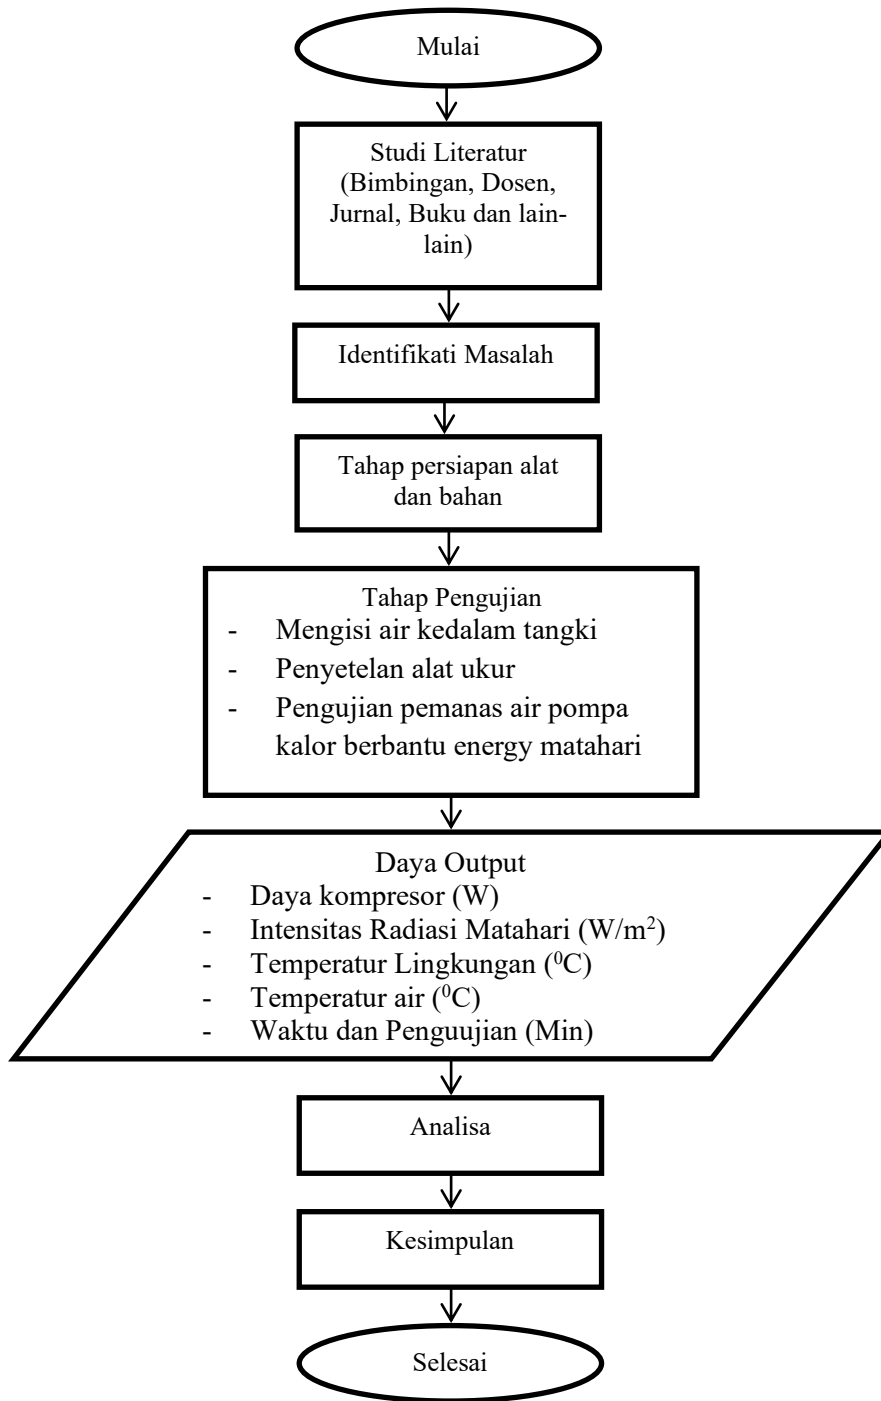 Mulai
Studi Literatur
(Bimbingan, Dosen,
Jurnal, Buku dan lain-
lain)
Identifikati Masalah
Tahap persiapan alat
dan bahan
Tahap Pengujian
- Mengisi air kedalam tangki
- Penyetelan alat ukur
- Pengujian pemanas air pompa
kalor berbantu energy matahari
Daya Output
- Daya kompresor (W)
- Intensitas Radiasi Matahari (W/m²)
- Temperatur Lingkungan (⁰C)
- Temperatur air (⁰C)
- Waktu dan Penguujian (Min)
Analisa
Kesimpulan
Selesai